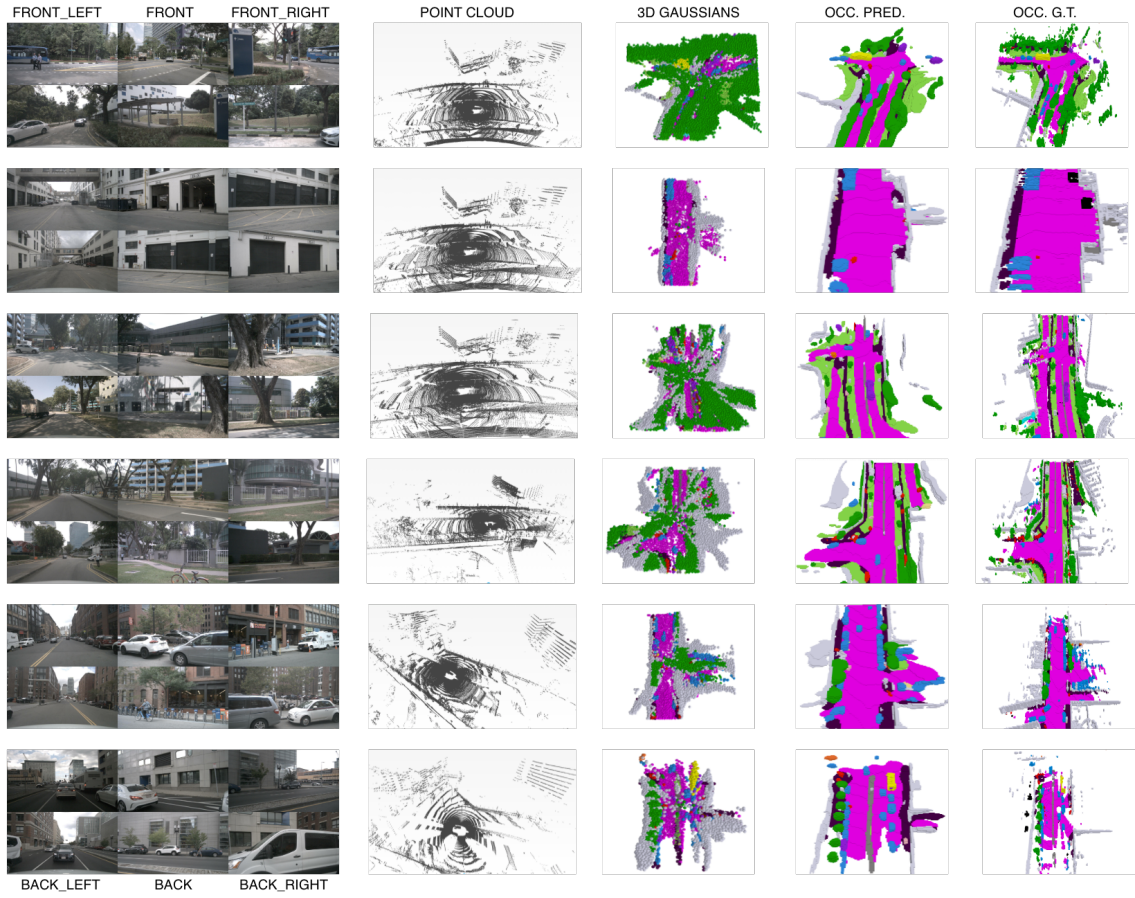 FRONT_LEFT FRONT FRONT_RIGHT POINT CLOUD 3D GAUSSIANS OCC. PRED. OCC. G.T.
BACK_LEFT BACK BACK_RIGHT